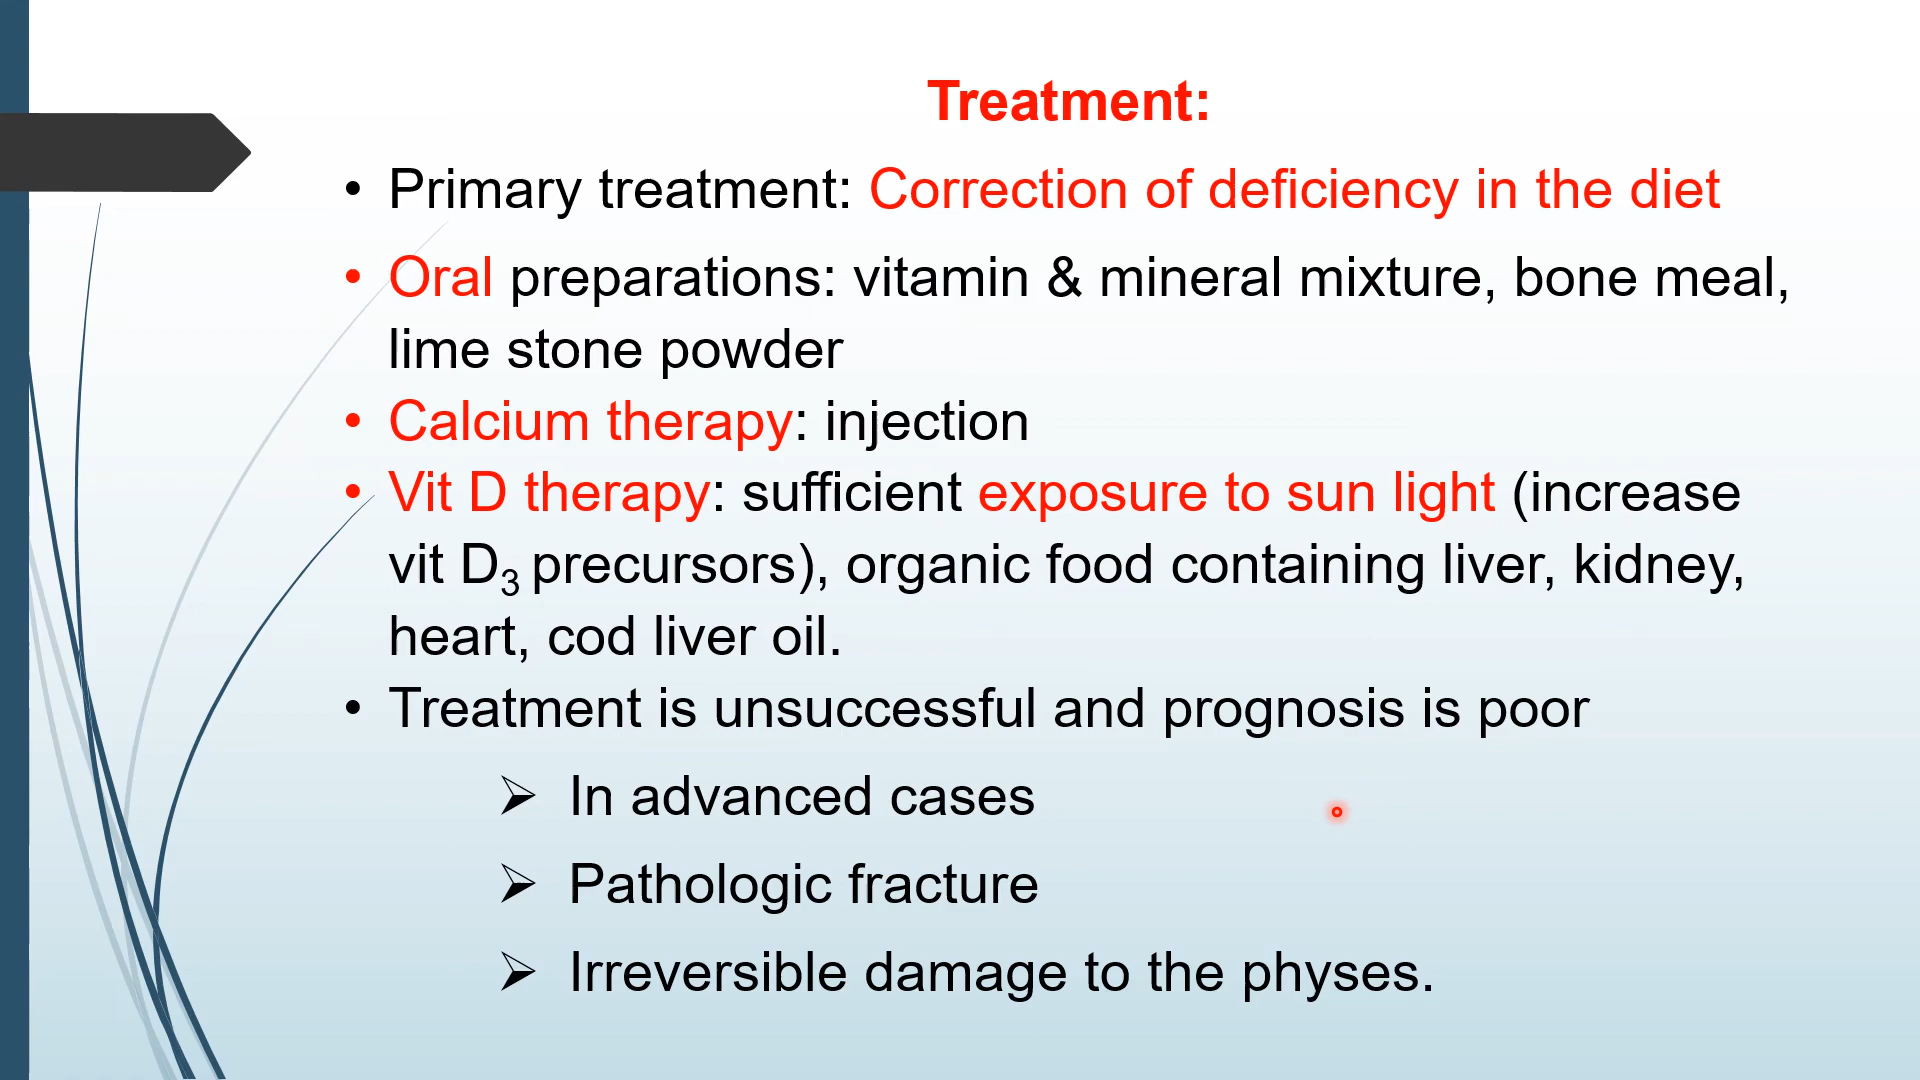 Treatment:
• Primary treatment: Correction of deficiency in the diet
• Oral preparations: vitamin & mineral mixture, bone meal,
lime stone powder
• Calcium therapy: injection
• Vit D therapy: sufficient exposure to sun light (increase
vit D₃ precursors), organic food containing liver, kidney,
heart, cod liver oil.
• Treatment is unsuccessful and prognosis is poor
➢ In advanced cases
➢ Pathologic fracture
➢ Irreversible damage to the physes.